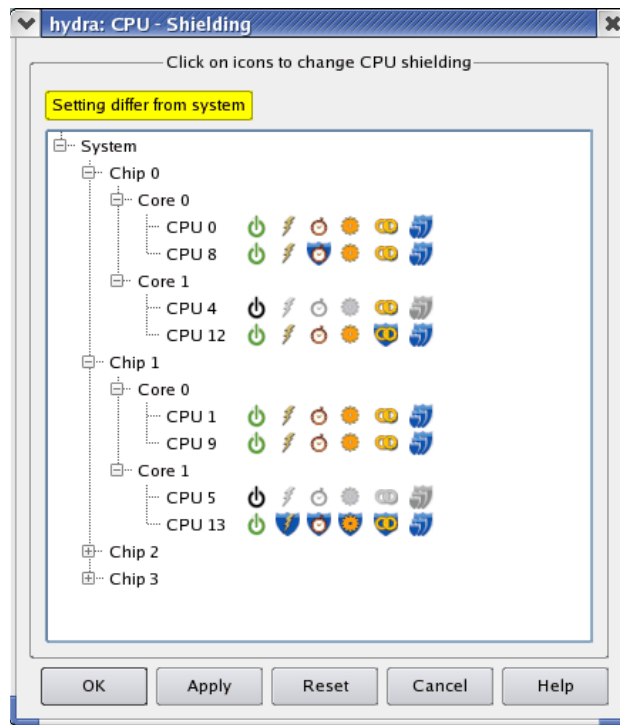 hydra: CPU - Shielding
Click on icons to change CPU shielding
Setting differ from system
System
Chip 0
Core 0
CPU 0
CPU 8
Core 1
CPU 4
CPU 12
Chip 1
Core 0
CPU 1
CPU 9
Core 1
CPU 5
CPU 13
Chip 2
Chip 3
OK Apply Reset Cancel Help